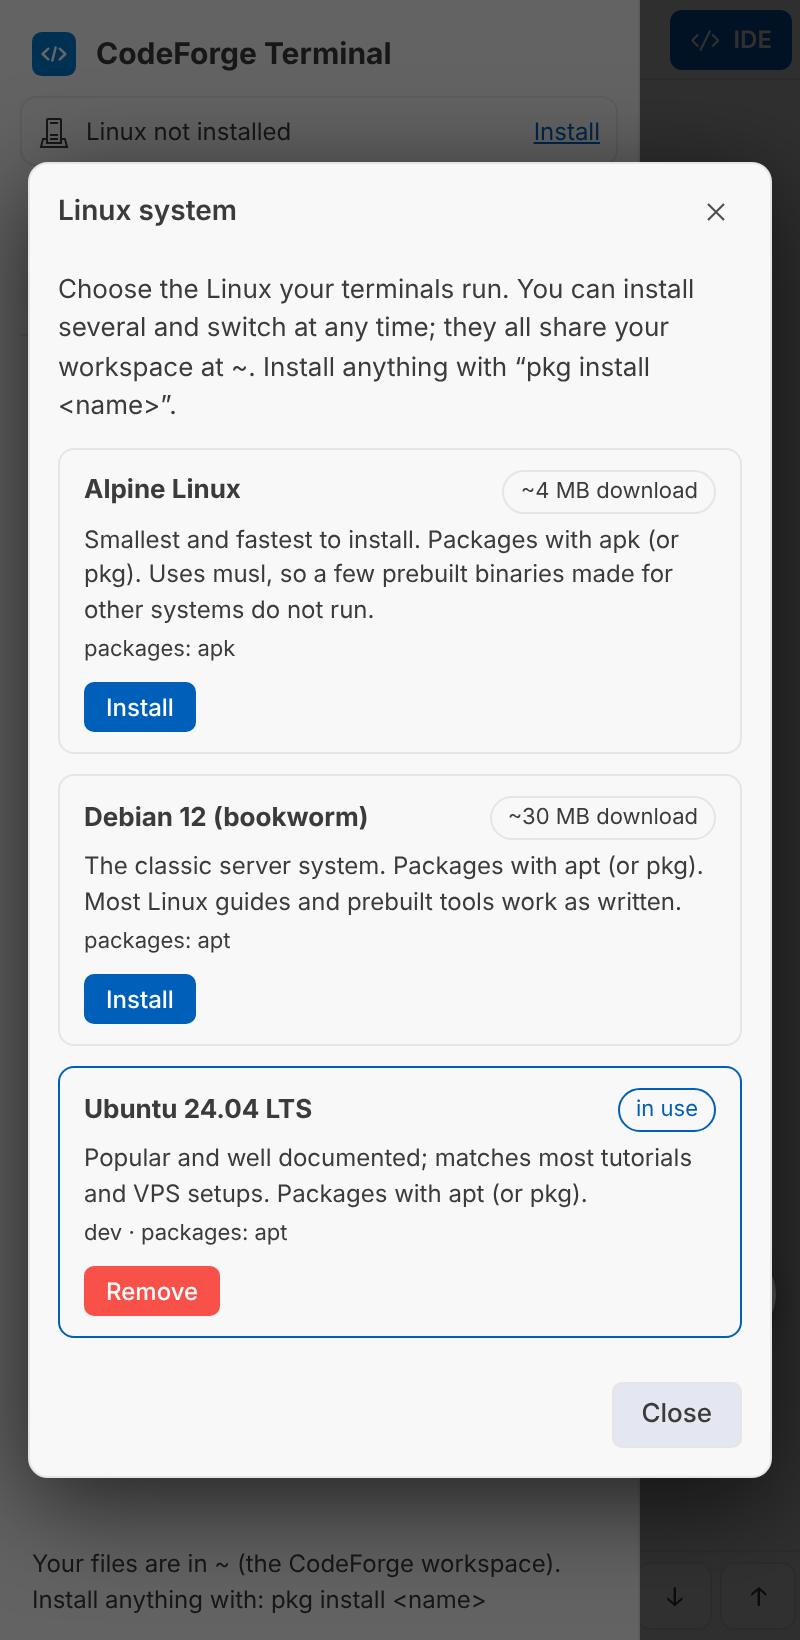 CodeForge Terminal
IDE
Linux not installed
Install
Linux system
Choose the Linux your terminals run. You can install
several and switch at any time; they all share your
workspace at ~. Install anything with “pkg install
<name>”.
Alpine Linux
~4 MB download
Smallest and fastest to install. Packages with apk (or
pkg). Uses musl, so a few prebuilt binaries made for
other systems do not run.
packages: apk
Install
Debian 12 (bookworm)
~30 MB download
The classic server system. Packages with apt (or pkg).
Most Linux guides and prebuilt tools work as written.
packages: apt
Install
Ubuntu 24.04 LTS
in use
Popular and well documented; matches most tutorials
and VPS setups. Packages with apt (or pkg).
dev · packages: apt
Remove
Close
Your files are in ~ (the CodeForge workspace).
Install anything with: pkg install <name>